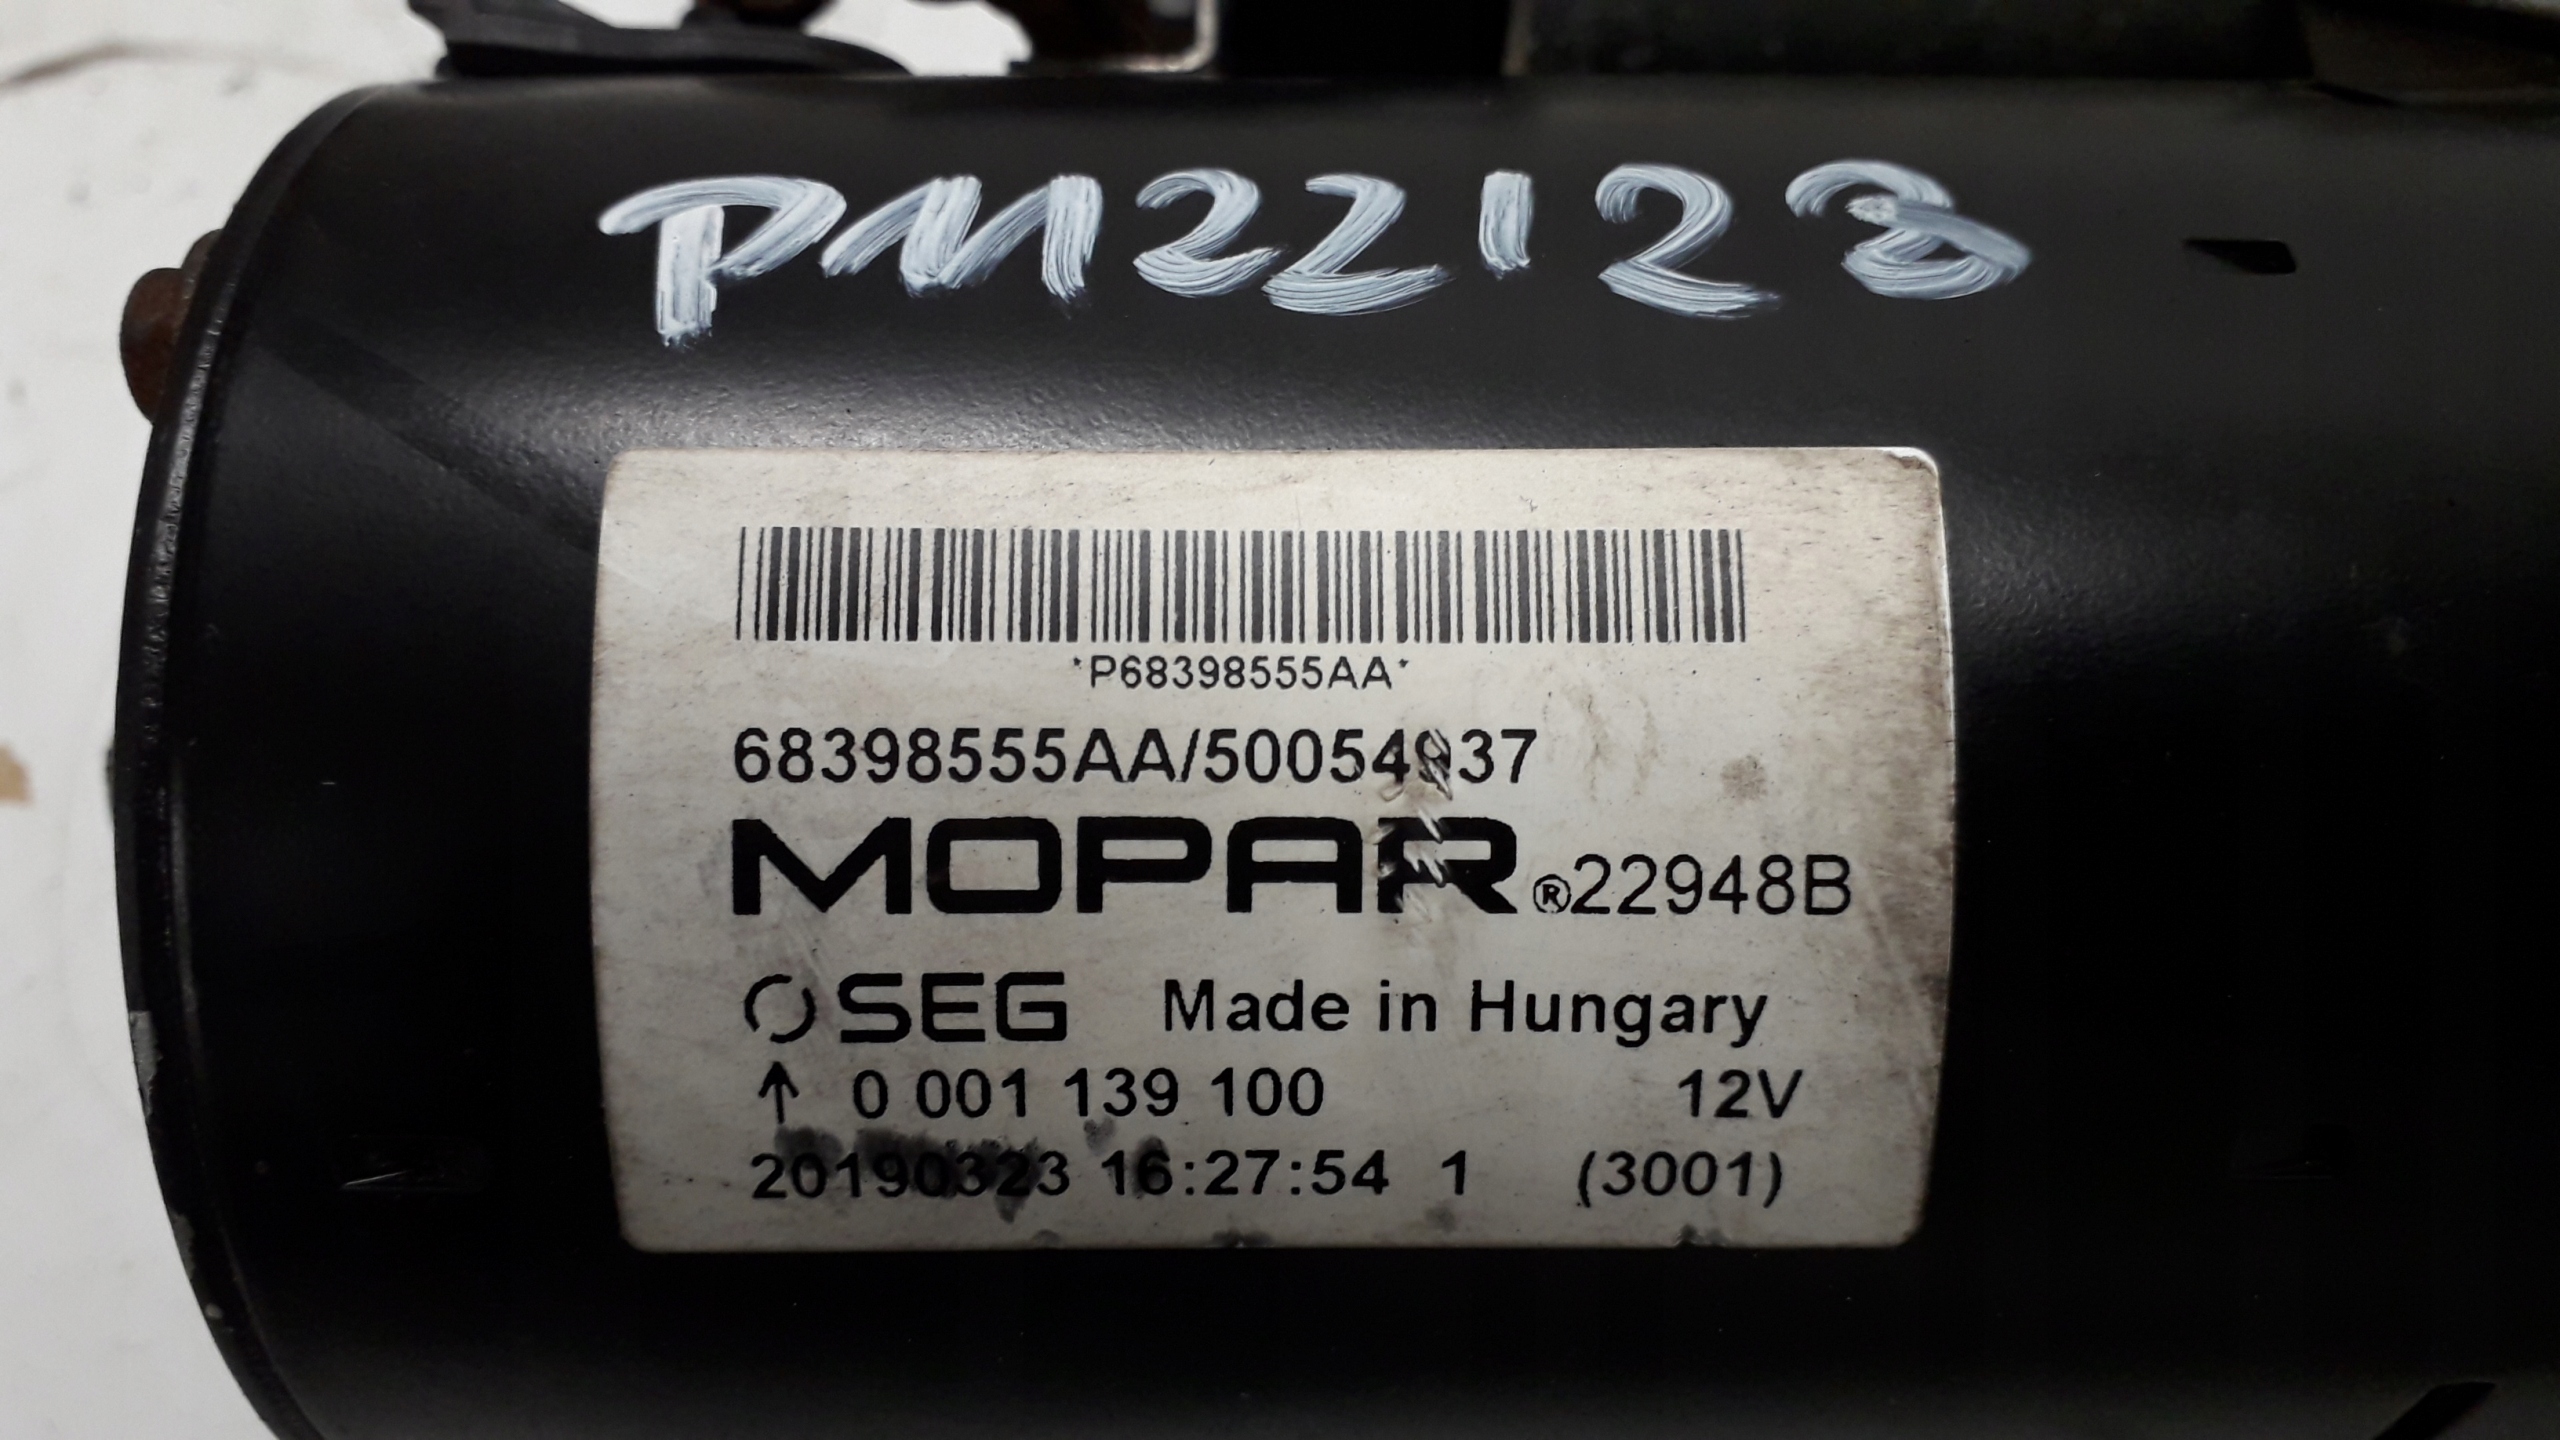 PM22123
*P68398555AA*
68398555AA/50054937
MOPAR®22948B
SEG Made in Hungary
↑ 0 001 139 100 12V
20190323 16:27:54 1 (3001)